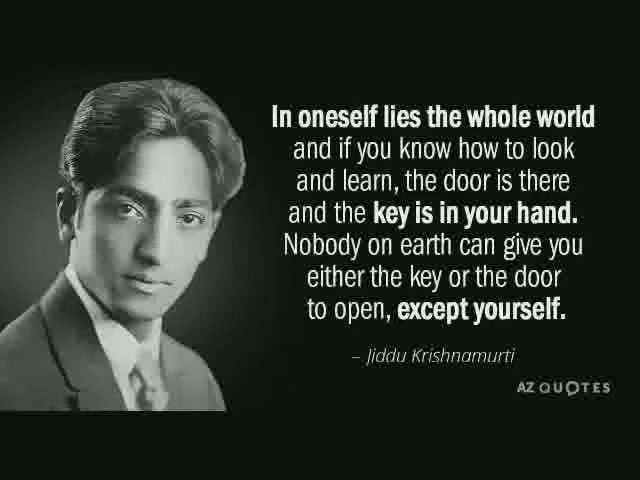 In oneself lies the whole world
and if you know how to look
and learn, the door is there
and the key is in your hand.
Nobody on earth can give you
either the key or the door
to open, except yourself.
– Jiddu Krishnamurti
AZ QUOTES